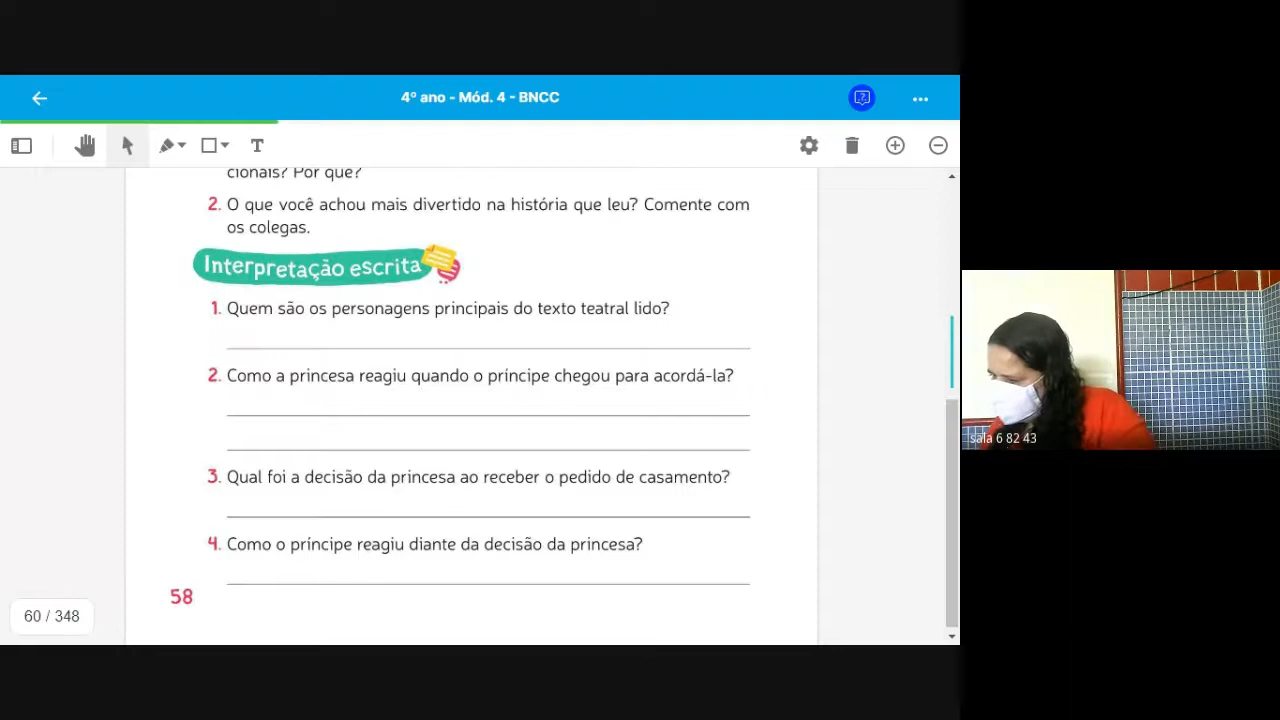 4º ano - Mód. 4 - BNCC
T
cionais? Por que?
2. O que você achou mais divertido na história que leu? Comente com
os colegas.
Interpretação escrita
1. Quem são os personagens principais do texto teatral lido?
2. Como a princesa reagiu quando o príncipe chegou para acordá-la?
3. Qual foi a decisão da princesa ao receber o pedido de casamento?
4. Como o príncipe reagiu diante da decisão da princesa?
58
60 / 348
sala 6 82 43